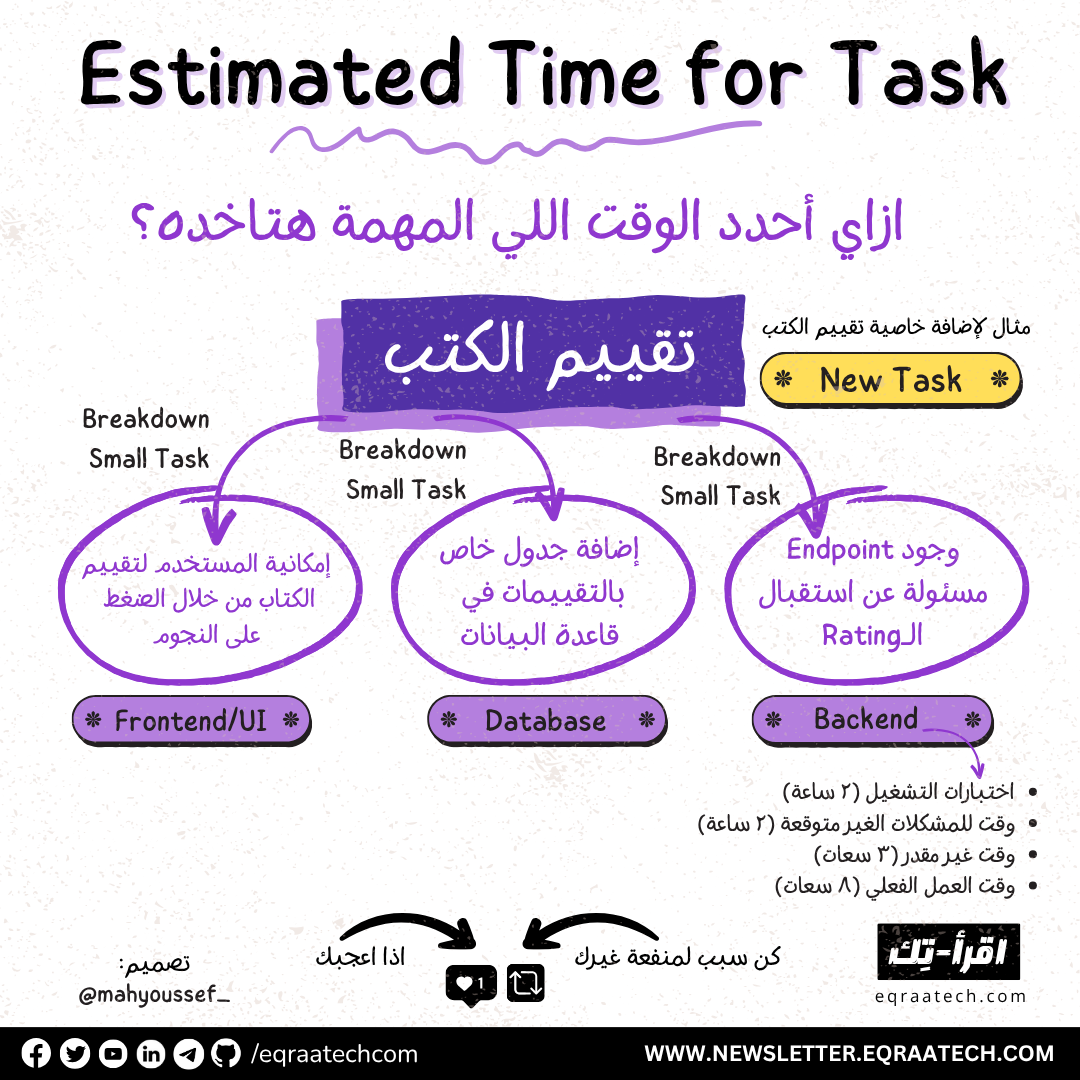 Estimated Time for Task
ازاي أحدد الوقت اللي المهمة هتاخده؟
تقييم الكتب
مثال لإضافة خاصية تقييم الكتب
New Task
Breakdown
Small Task
Breakdown
Small Task
Breakdown
Small Task
إمكانية المستخدم لتقييم
الكتاب من خلال الضغط
على النجوم
Frontend/UI
إضافة جدول خاص
بالتقييمات في
قاعدة البيانات
Database
وجود Endpoint
مسئولة عن استقبال
الـRating
Backend
اختبارات التشغيل (٢ ساعة)
وقت للمشكلات الغير متوقعة (٢ ساعة)
وقت غير مقدر (٣ سعات)
وقت العمل الفعلي (٨ سعات)
تصميم:
@mahyoussef_
اذا اعجبك
1
كن سبب لمنفعة غيرك
اقرأ-تِك
eqraatech.com
/eqraatechcom
WWW.NEWSLETTER.EQRAATECH.COM